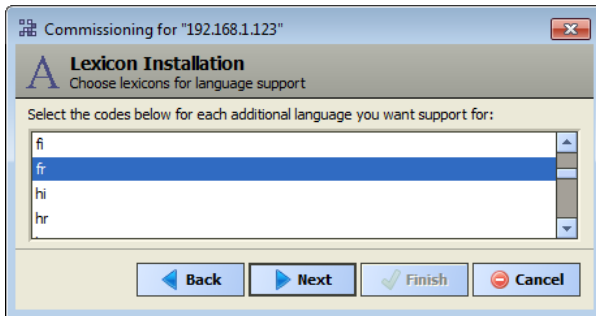 Commissioning for "192.168.1.123"
A Lexicon Installation
Choose lexicons for language support
Select the codes below for each additional language you want support for:
fi
fr
hi
hr
Back Next Finish Cancel